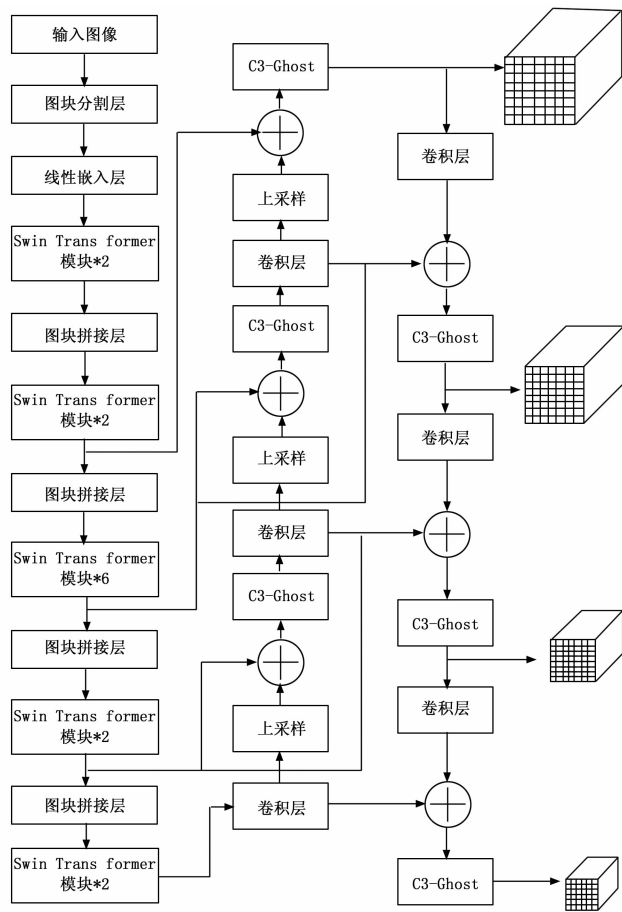 输入图像
图块分割层
线性嵌入层
Swin Trans former
模块*2
图块拼接层
Swin Trans former
模块*2
图块拼接层
Swin Trans former
模块*6
图块拼接层
Swin Trans former
模块*2
图块拼接层
Swin Trans former
模块*2
C3-Ghost
上采样
卷积层
C3-Ghost
上采样
卷积层
C3-Ghost
上采样
卷积层
卷积层
C3-Ghost
卷积层
C3-Ghost
卷积层
C3-Ghost